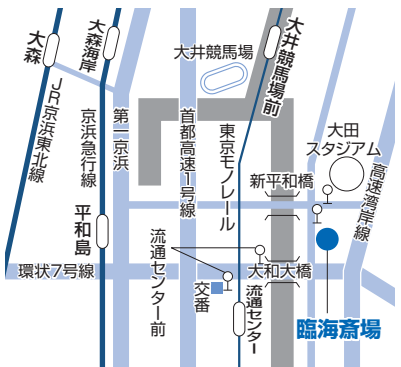 大森
大森海岸
大井競馬場
大井競馬場前
JR京浜東北線
京浜急行線
第一京浜
首都高速1号線
東京モノレール
大田
スタジアム
新平和橋
高速湾岸線
平和島
流通センター前
環状7号線
大和大橋
交番
流通センター
臨海斎場